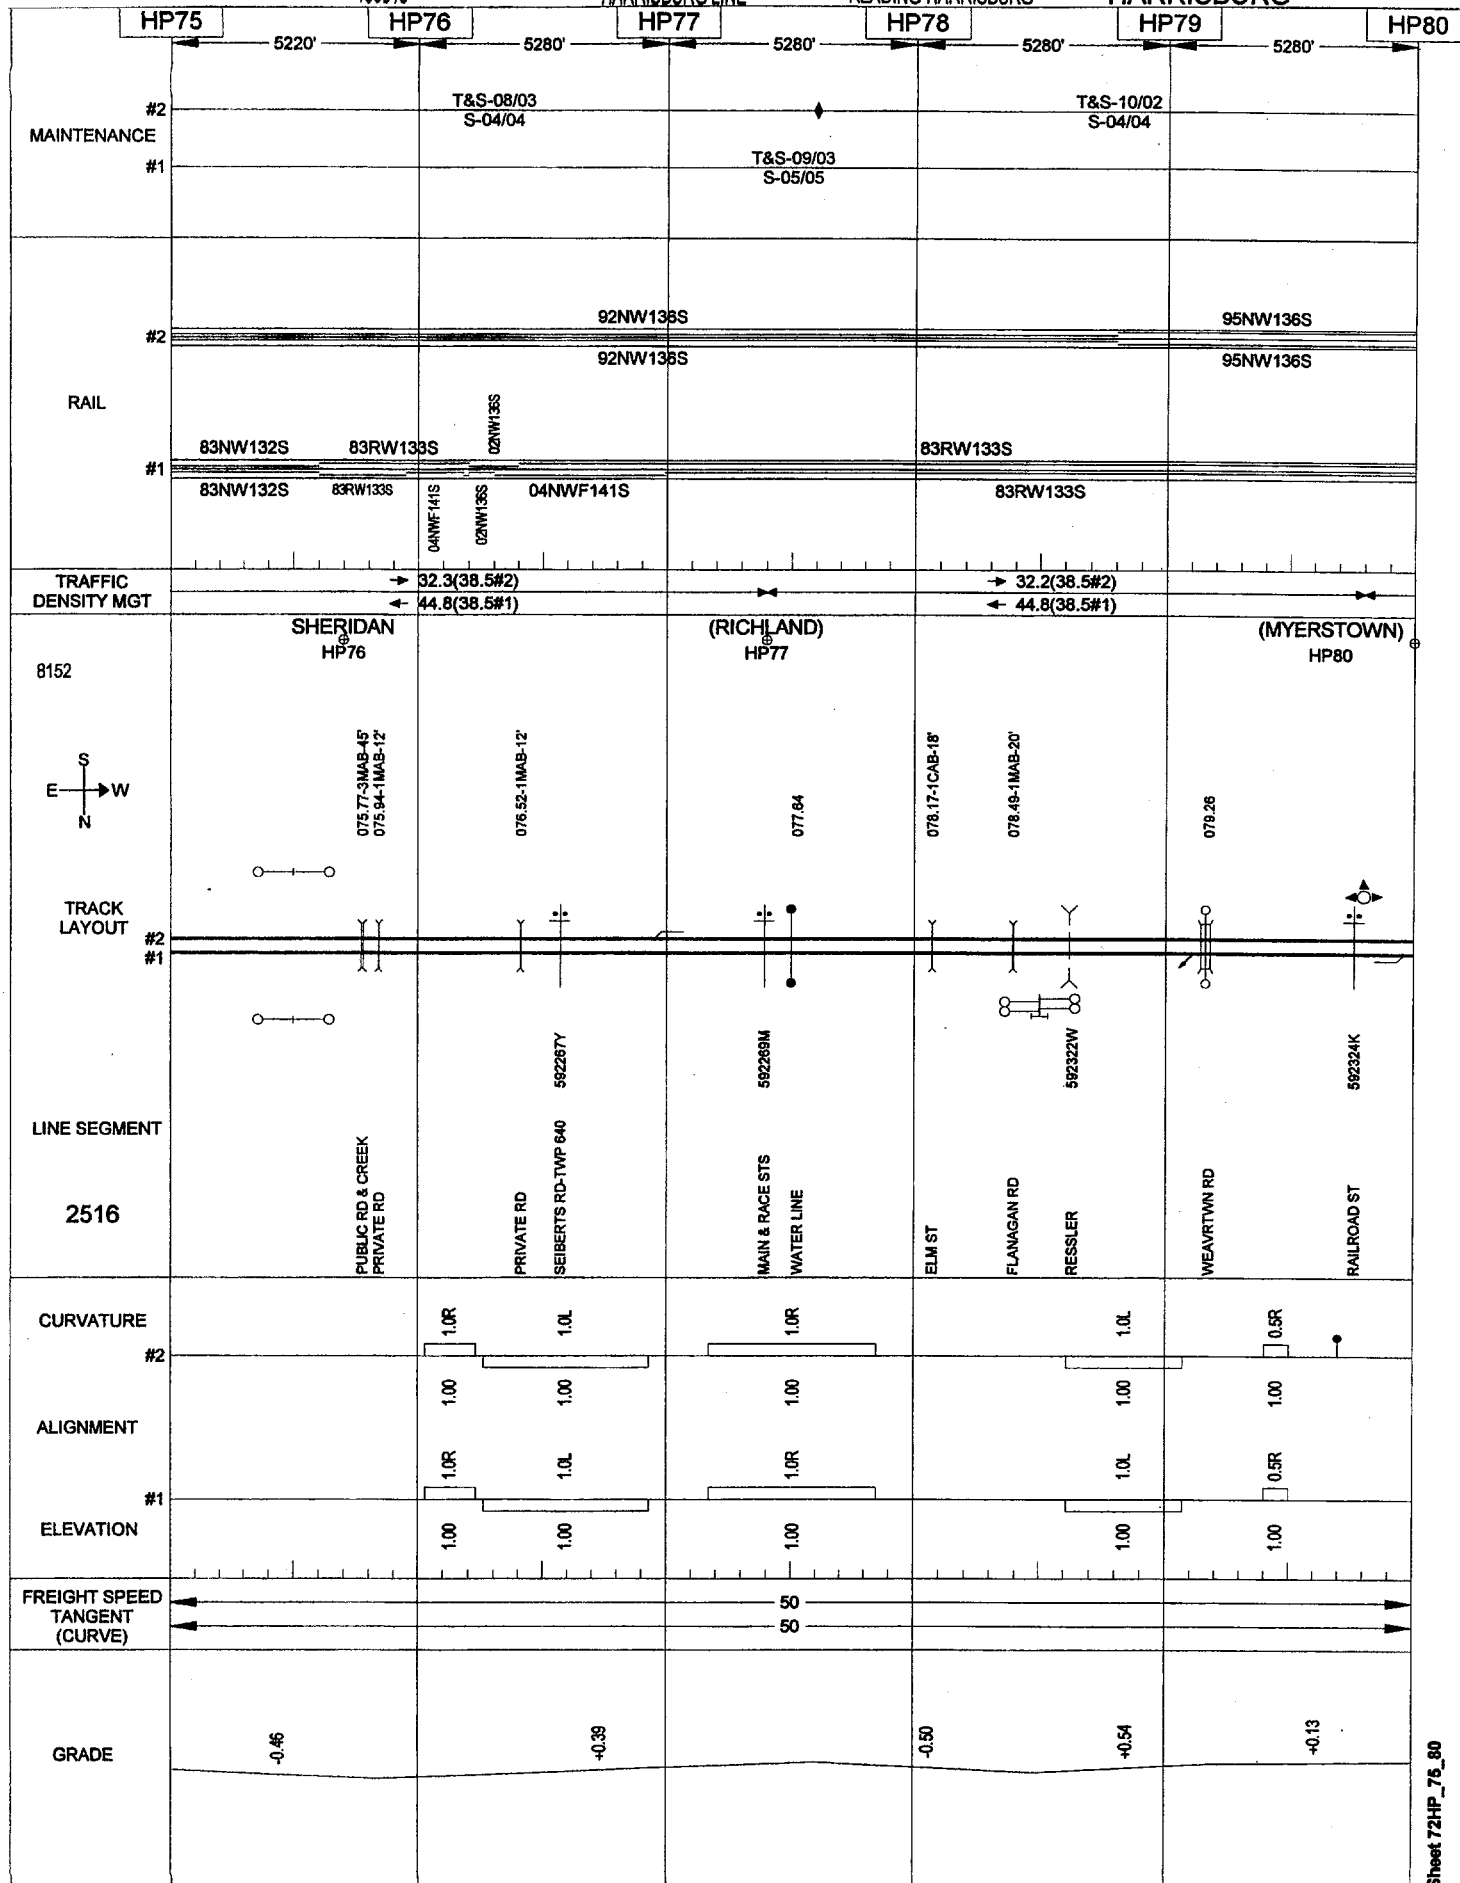 HARRISBURG LINE READING HARRISBURG HARRISBURG
HP75 HP76 HP77 HP78 HP79 HP80
5220' 5280' 5280' 5280' 5280'
MAINTENANCE
#2
T&S-08/03
S-04/04
T&S-10/02
S-04/04
#1
T&S-09/03
S-05/05
RAIL
92NW136S 95NW136S
#2
92NW136S 95NW136S
02NW136S
83NW132S 83RW133S 83RW133S
#1
83NW132S 83RW133S 04NWF141S 02NW136S 04NWF141S 83RW133S
TRAFFIC
DENSITY MGT
32.3(38.5#2) 32.2(38.5#2)
44.8(38.5#1) 44.8(38.5#1)
SHERIDAN (RICHLAND) (MYERSTOWN)
HP76 HP77 HP80
8152
S
E W
N
075.77-3MAB-45'
075.94-1MAB-12'
076.52-1MAB-12'
077.64
078.17-1CAB-18'
078.49-1MAB-20'
079.26
TRACK
LAYOUT
#2
#1
592267Y
592269M
592322W
592324K
LINE SEGMENT
2516
PUBLIC RD & CREEK
PRIVATE RD
PRIVATE RD
SEIBERTS RD-TWP 640
MAIN & RACE STS
WATER LINE
ELM ST
FLANAGAN RD
RESSLER
WEAVRTWN RD
RAILROAD ST
CURVATURE
1.0R 1.0L 1.0R 1.0L 0.5R
#2
1.00 1.00 1.00 1.00 1.00
ALIGNMENT
1.0R 1.0L 1.0R 1.0L 0.5R
#1
1.00 1.00 1.00 1.00 1.00
ELEVATION
FREIGHT SPEED
TANGENT
(CURVE)
50
50
GRADE
-0.46 +0.39 -0.50 +0.54 +0.13
Sheet 72HP_75_80